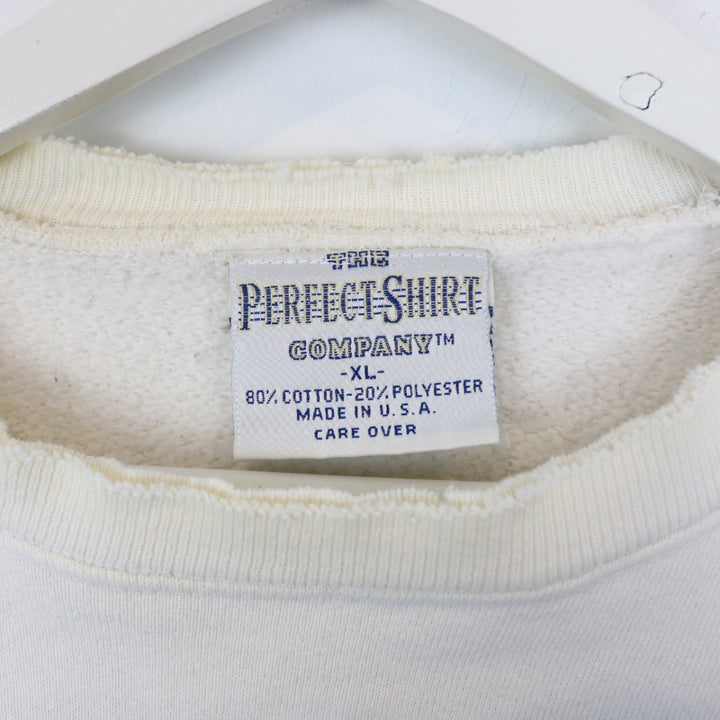 THE
PERFECT SHIRT
COMPANY™
-XL-
80% COTTON-20% POLYESTER
MADE IN U.S.A.
CARE OVER